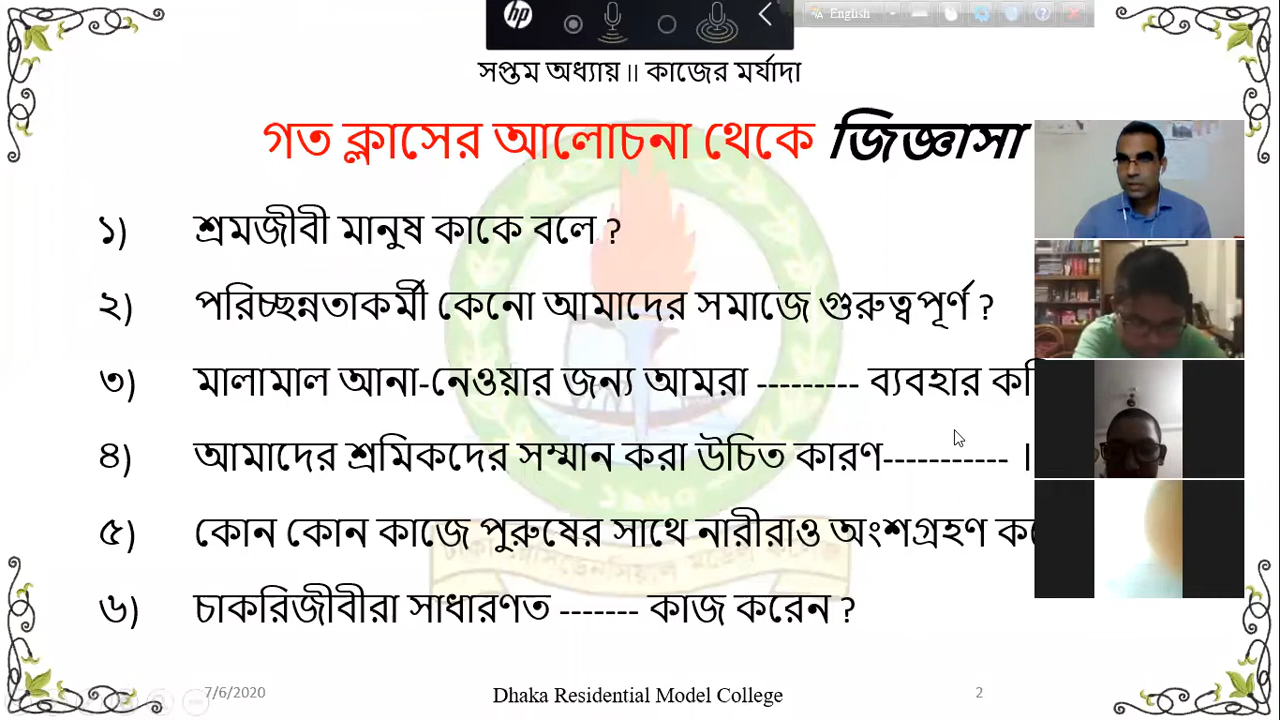 English
সপ্তম অধ্যায় ॥ কাজের মর্যাদা
গত ক্লাসের আলোচনা থেকে জিজ্ঞাসা
১) শ্রমজীবী মানুষ কাকে বলে ?
২) পরিচ্ছন্নতাকর্মী কেনো আমাদের সমাজে গুরুত্বপূর্ণ ?
৩) মালামাল আনা-নেওয়ার জন্য আমরা --------- ব্যবহার
৪) আমাদের শ্রমিকদের সম্মান করা উচিত কারণ----------- ।
৫) কোন কোন কাজে পুরুষের সাথে নারীরাও অংশগ্রহণ
৬) চাকরিজীবীরা সাধারণত ------- কাজ করেন ?
7/6/2020
Dhaka Residential Model College
2